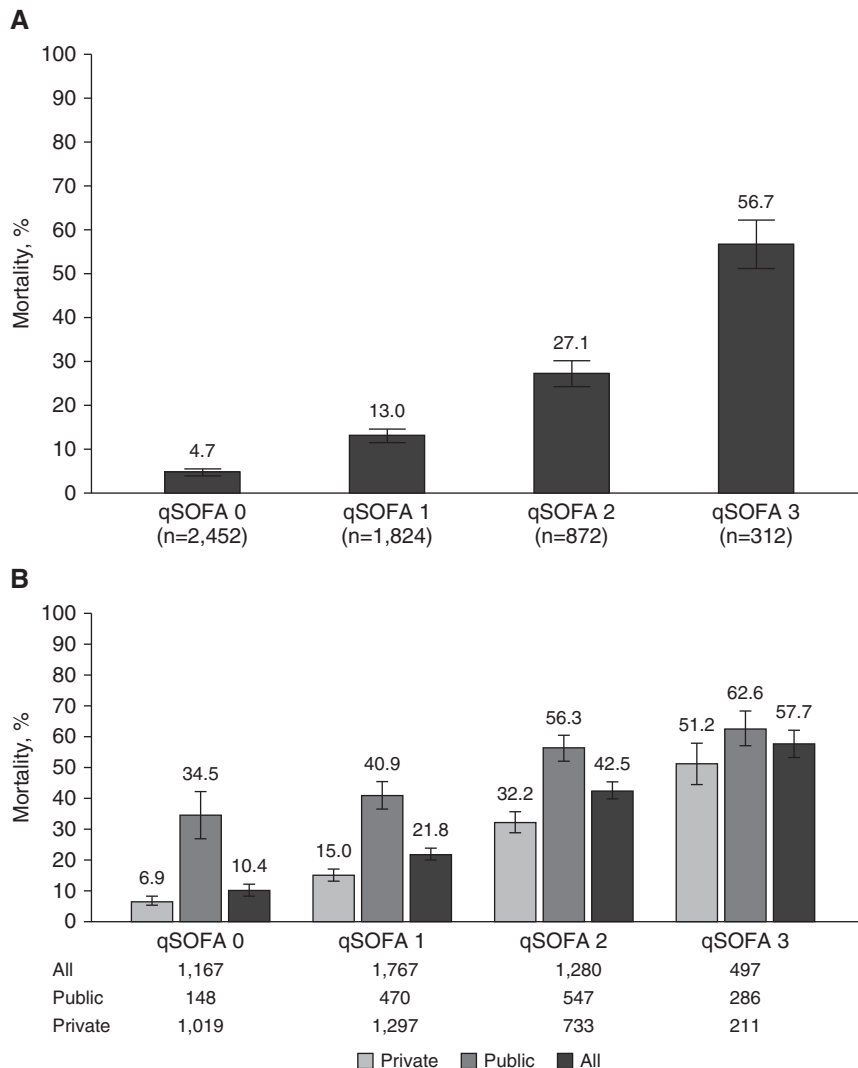 A
100
90
80
70
60
50
40
30
20
10
0
Mortality, %
4.7
13.0
27.1
56.7
qSOFA 0 qSOFA 1 qSOFA 2 qSOFA 3
(n=2,452) (n=1,824) (n=872) (n=312)
B
100
90
80
70
60
50
40
30
20
10
0
Mortality, %
6.9 34.5 10.4
15.0 40.9 21.8
32.2 56.3 42.5
51.2 62.6 57.7
qSOFA 0 qSOFA 1 qSOFA 2 qSOFA 3
All 1,167 1,767 1,280 497
Public 148 470 547 286
Private 1,019 1,297 733 211
Private Public All